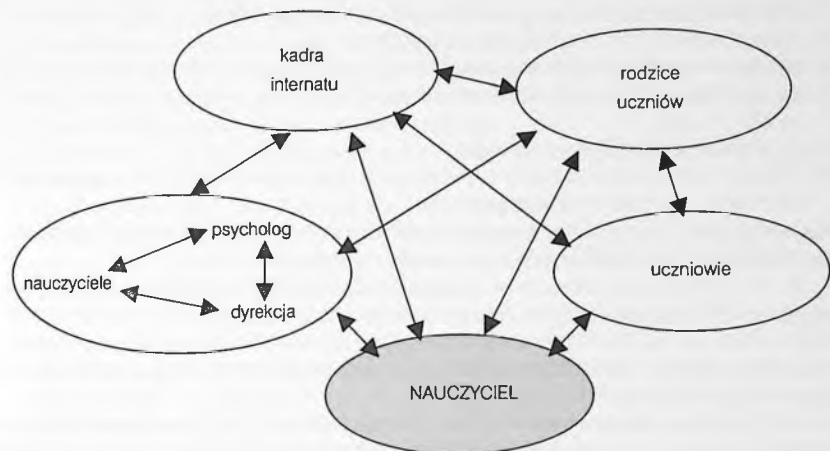 kadra
internatu
rodzice
uczniów
psycholog
nauczyciele
dyrekcja
uczniowie
NAUCZYCIEL